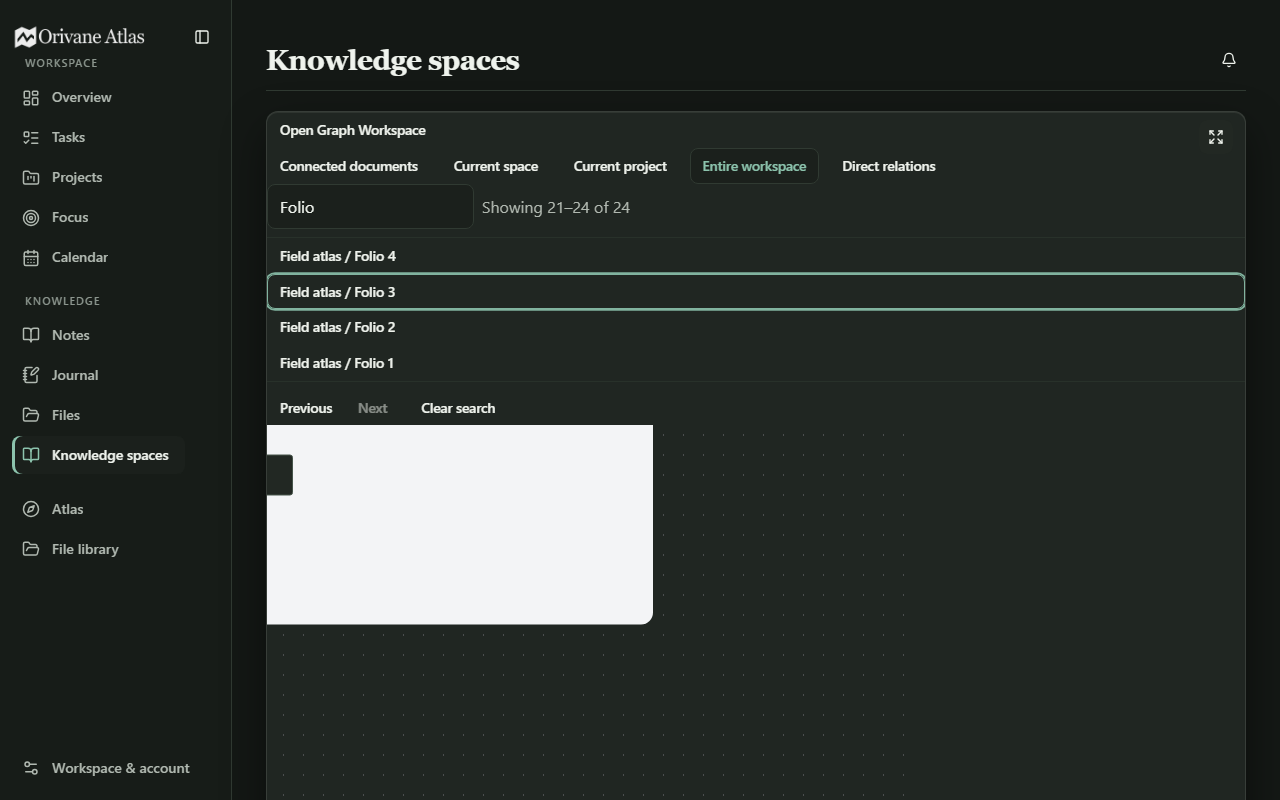 Orivane Atlas
WORKSPACE
Overview
Tasks
Projects
Focus
Calendar
KNOWLEDGE
Notes
Journal
Files
Knowledge spaces
Atlas
File library
Workspace & account
Knowledge spaces
Open Graph Workspace
Connected documents Current space Current project Entire workspace Direct relations
Folio Showing 21–24 of 24
Field atlas / Folio 4
Field atlas / Folio 3
Field atlas / Folio 2
Field atlas / Folio 1
Previous Next Clear search